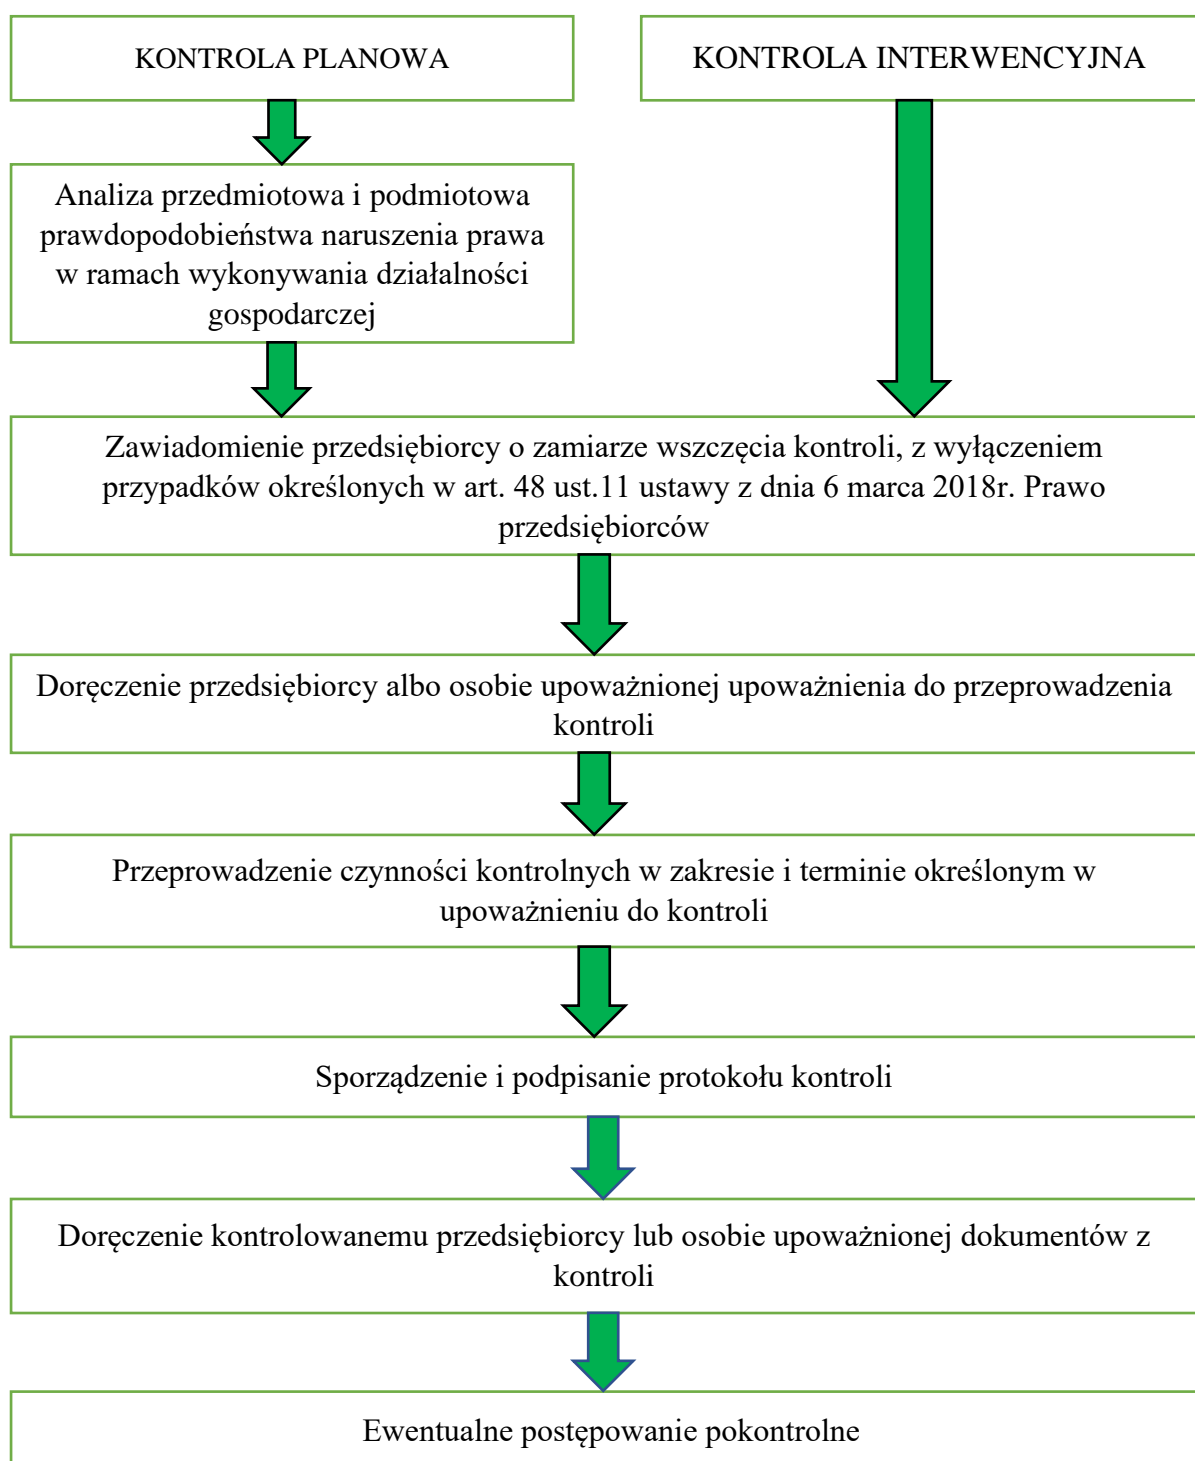 KONTROLA PLANOWA
KONTROLA INTERWENCYJNA
Analiza przedmiotowa i podmiotowa
prawdopodobieństwa naruszenia prawa
w ramach wykonywania działalności
gospodarczej
Zawiadomienie przedsiębiorcy o zamiarze wszczęcia kontroli, z wyłączeniem
przypadków określonych w art. 48 ust.11 ustawy z dnia 6 marca 2018r. Prawo
przedsiębiorców
Doręczenie przedsiębiorcy albo osobie upoważnionej upoważnienia do przeprowadzenia
kontroli
Przeprowadzenie czynności kontrolnych w zakresie i terminie określonym w
upoważnieniu do kontroli
Sporządzenie i podpisanie protokołu kontroli
Doręczenie kontrolowanemu przedsiębiorcy lub osobie upoważnionej dokumentów z
kontroli
Ewentualne postępowanie pokontrolne